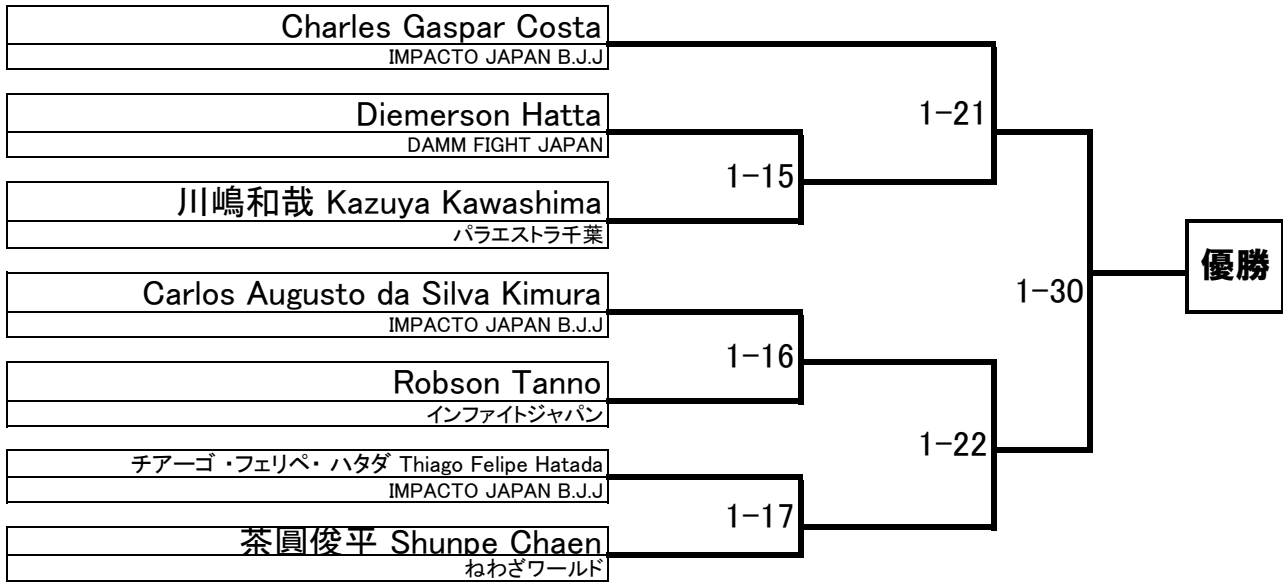 Charles Gaspar Costa
IMPACTO JAPAN B.J.J
Diemerson Hatta
DAMM FIGHT JAPAN
川嶋和哉 Kazuya Kawashima
パラエストラ千葉
Carlos Augusto da Silva Kimura
IMPACTO JAPAN B.J.J
Robson Tanno
インファイトジャパン
チアーゴ ・フェリペ・ ハタダ Thiago Felipe Hatada
IMPACTO JAPAN B.J.J
茶圓俊平 Shunpe Chaen
ねわざワールド
1-15
1-16
1-17
1-21
1-22
1-30
優勝